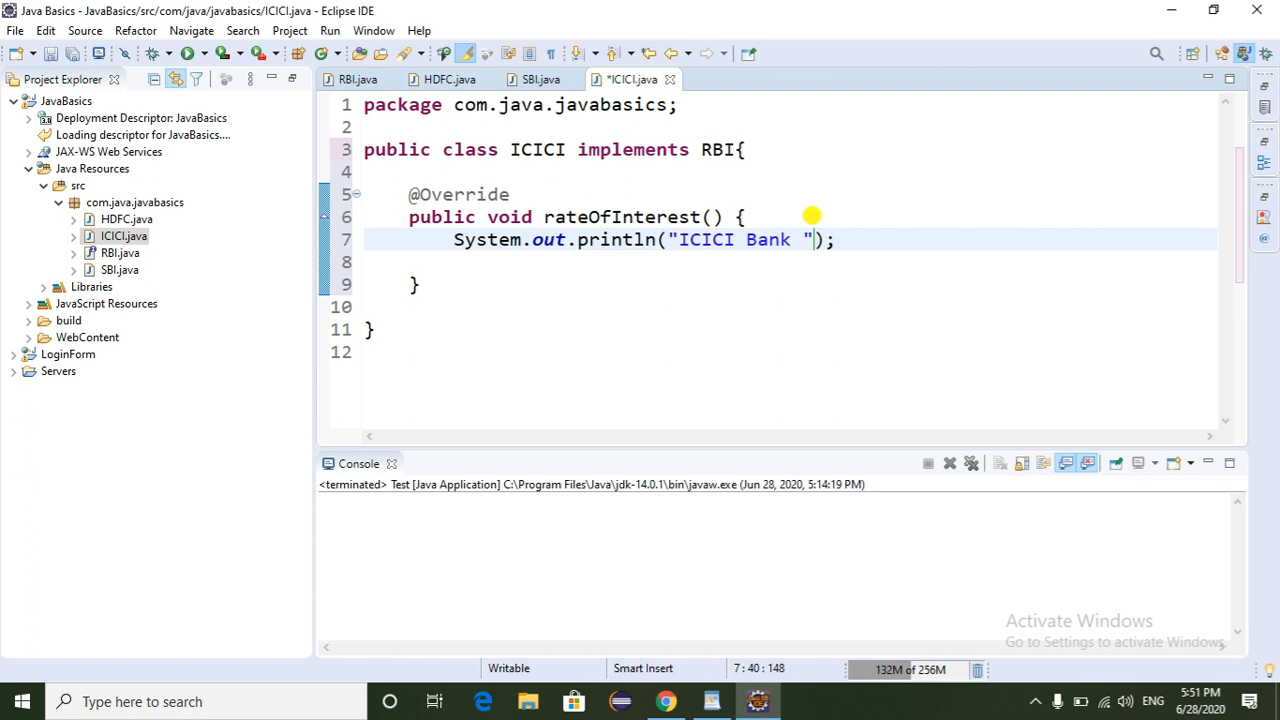 Java Basics - JavaBasics/src/com/java/javabasics/ICICI.java - Eclipse IDE
File Edit Source Refactor Navigate Search Project Run Window Help
Project Explorer
RBI.java HDFC.java SBI.java *ICICI.java
JavaBasics
Deployment Descriptor: JavaBasics
Loading descriptor for JavaBasics....
JAX-WS Web Services
Java Resources
src
com.java.javabasics
HDFC.java
ICICI.java
RBI.java
SBI.java
Libraries
JavaScript Resources
build
WebContent
LoginForm
Servers
1 package com.java.javabasics;
2
3 public class ICICI implements RBI{
4
5 @Override
6 public void rateOfInterest() {
7 System.out.println("ICICI Bank ");
8
9 }
10
11 }
12
Console
<terminated> Test [Java Application] C:\Program Files\Java\jdk-14.0.1\bin\javaw.exe (Jun 28, 2020, 5:14:19 PM)
Activate Windows
Go to Settings to activate Windows.
Writable Smart Insert 7 : 40 : 148 132M of 256M
Type here to search
ENG
5:51 PM
6/28/2020